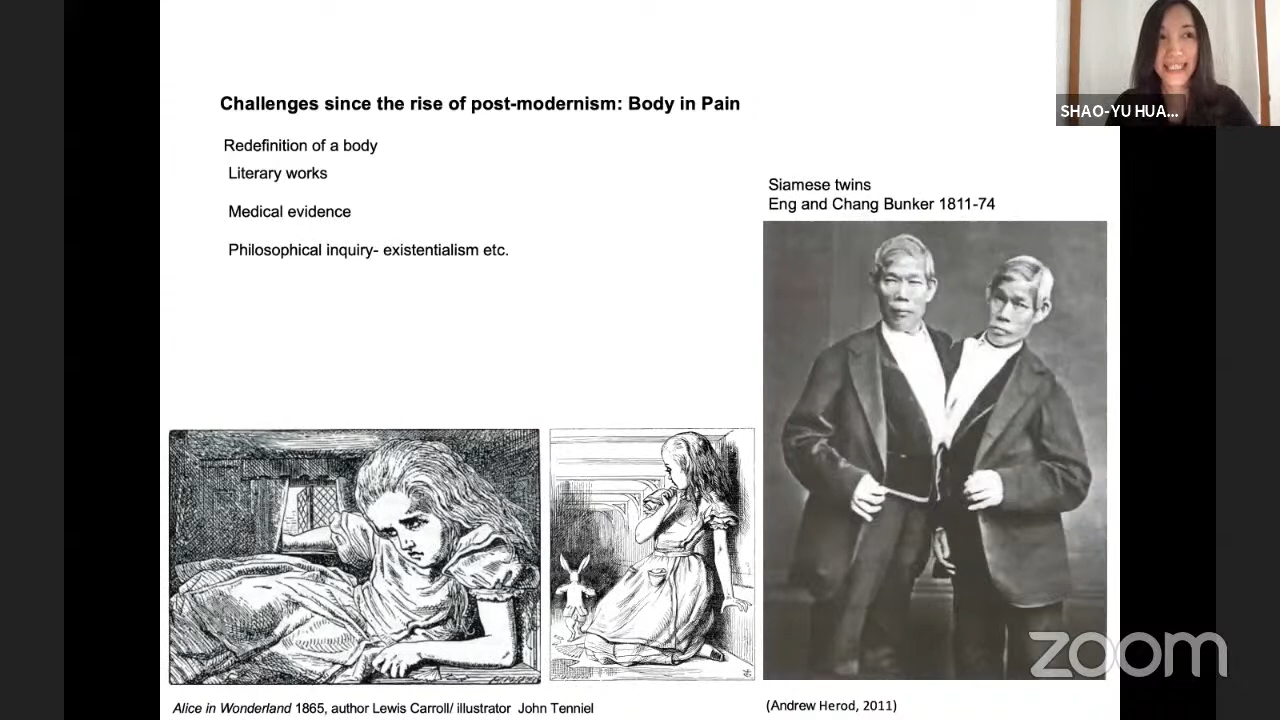 Challenges since the rise of post-modernism: Body in Pain
Redefinition of a body
Literary works
Medical evidence
Philosophical inquiry- existentialism etc.
SHAO-YU HUA...
Siamese twins
Eng and Chang Bunker 1811-74
Alice in Wonderland 1865, author Lewis Carroll/ illustrator John Tenniel
(Andrew Herod, 2011)
zoom